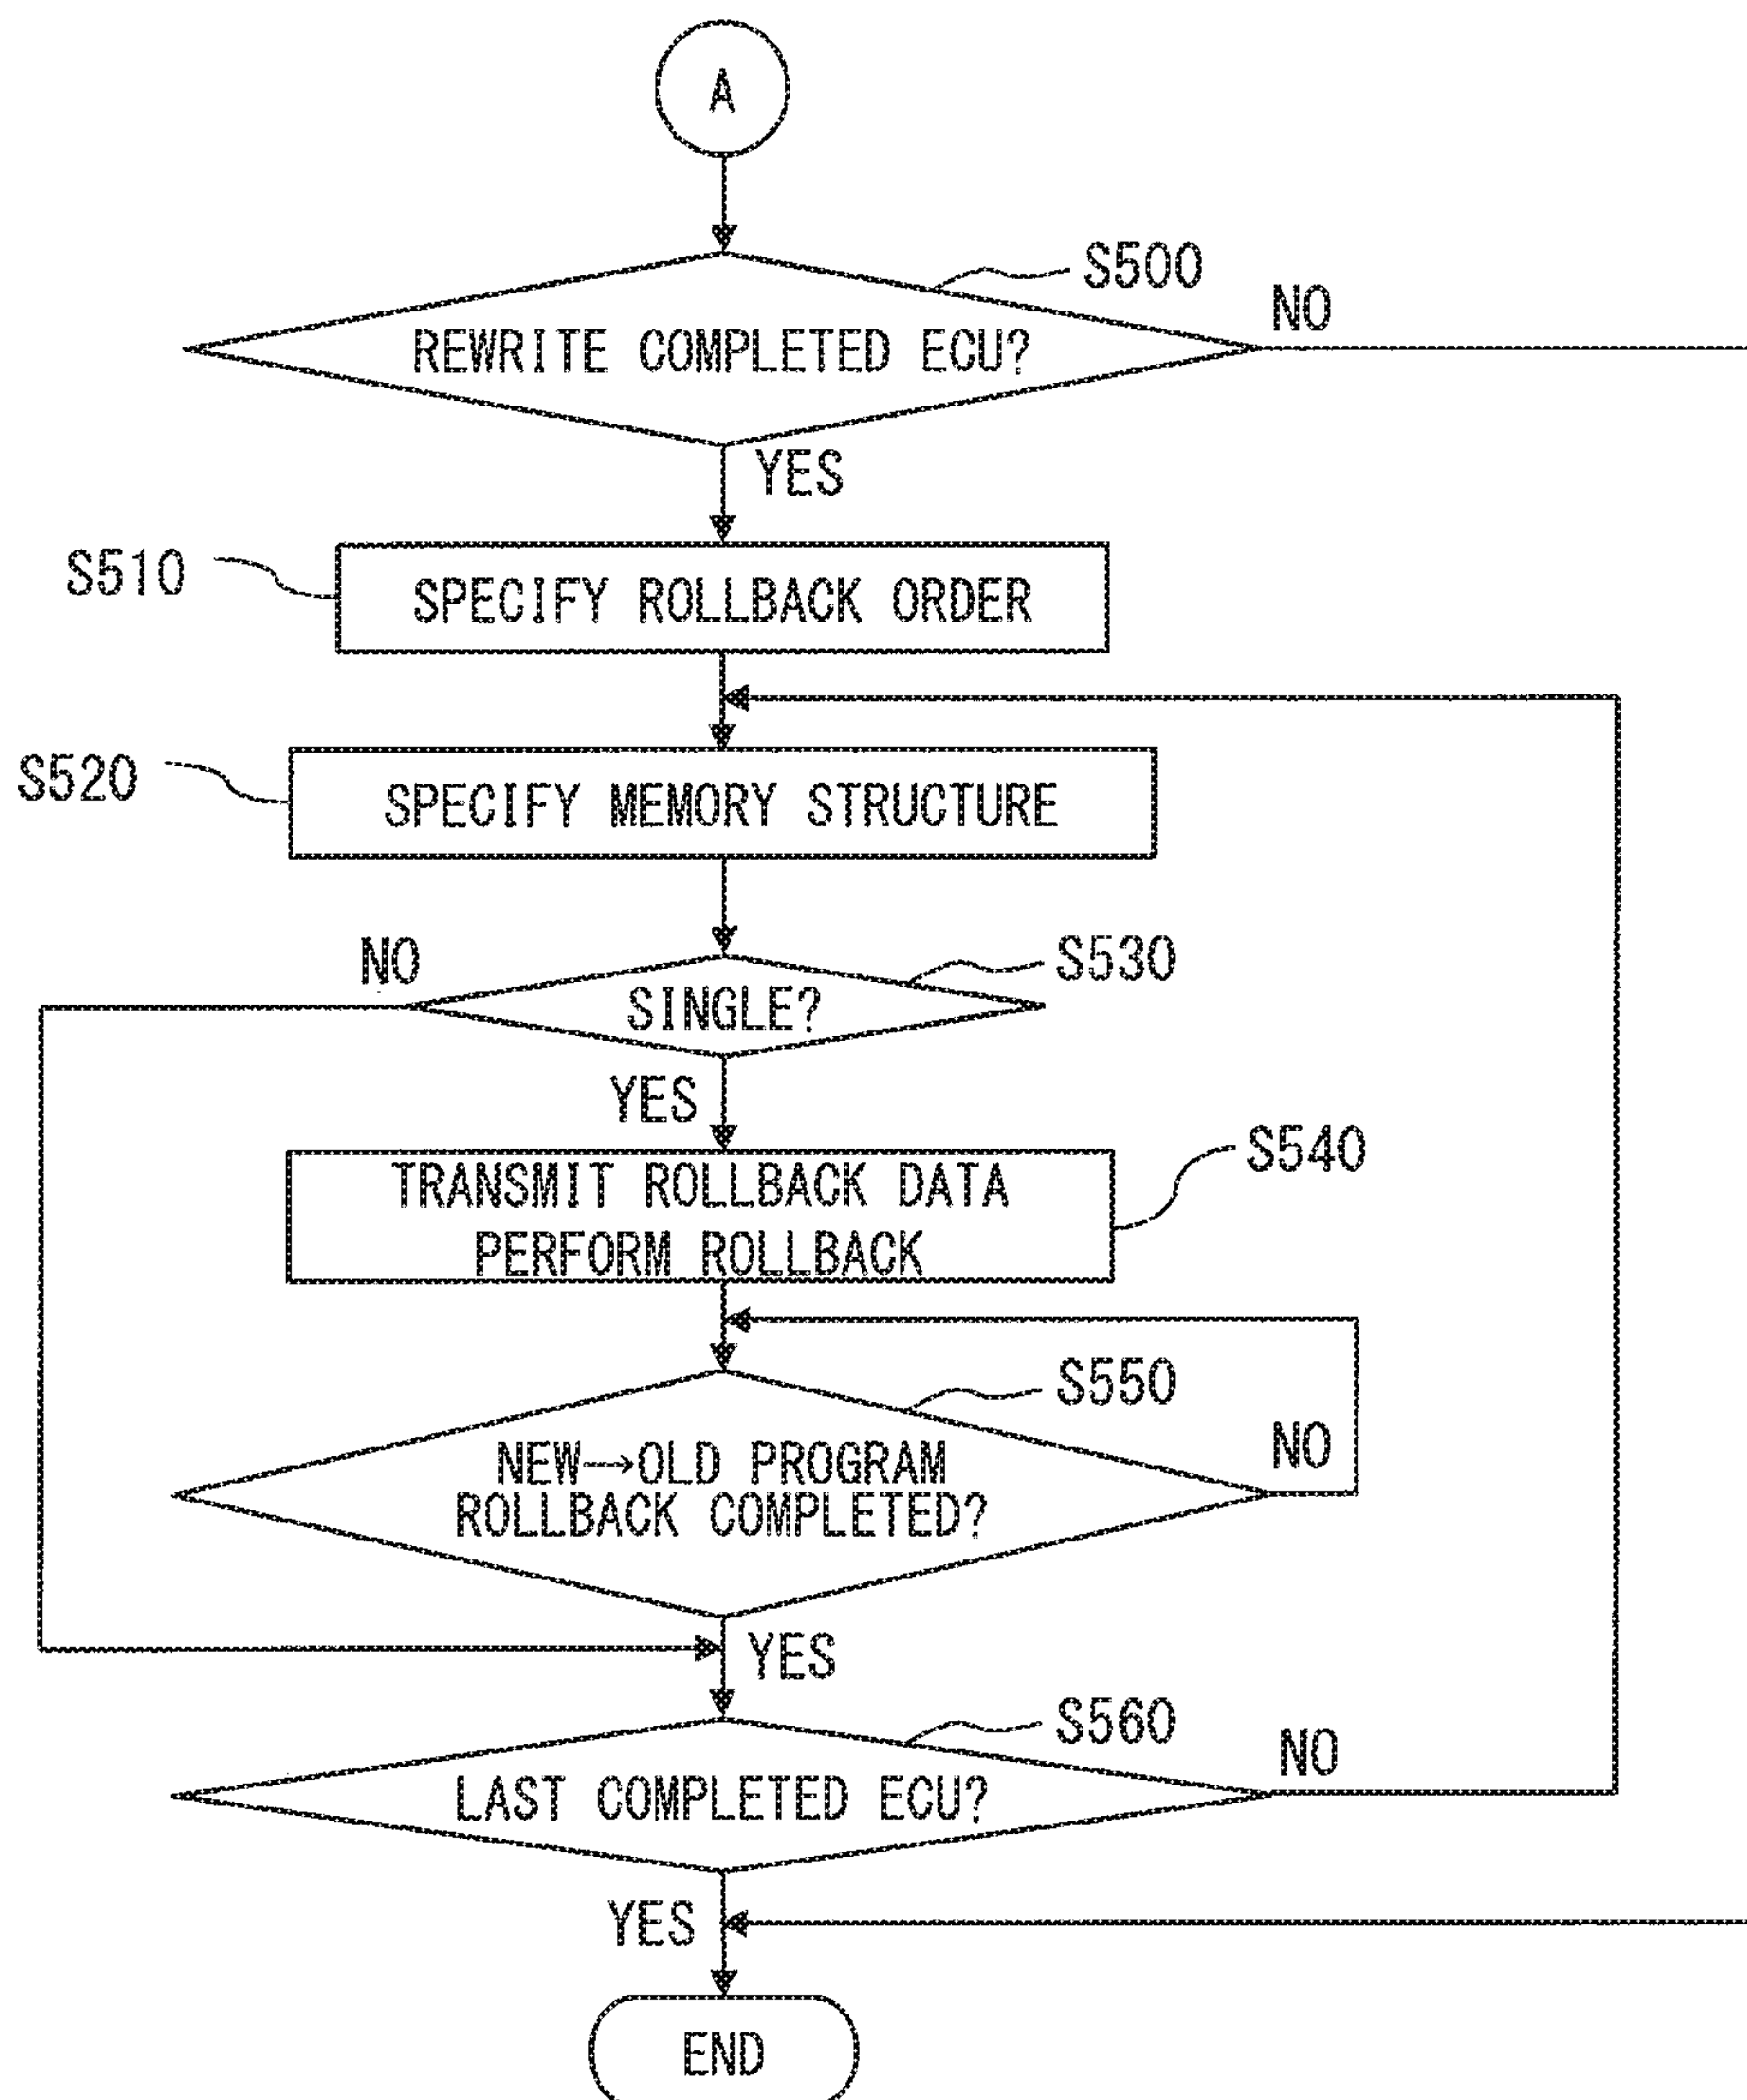 A
S500
NO
REWRITE COMPLETED ECU?
YES
S510
SPECIFY ROLLBACK ORDER
S520
SPECIFY MEMORY STRUCTURE
NO
S530
SINGLE?
YES
S540
TRANSMIT ROLLBACK DATA
PERFORM ROLLBACK
S550
NO
NEW→OLD PROGRAM
ROLLBACK COMPLETED?
YES
S560
NO
LAST COMPLETED ECU?
YES
END